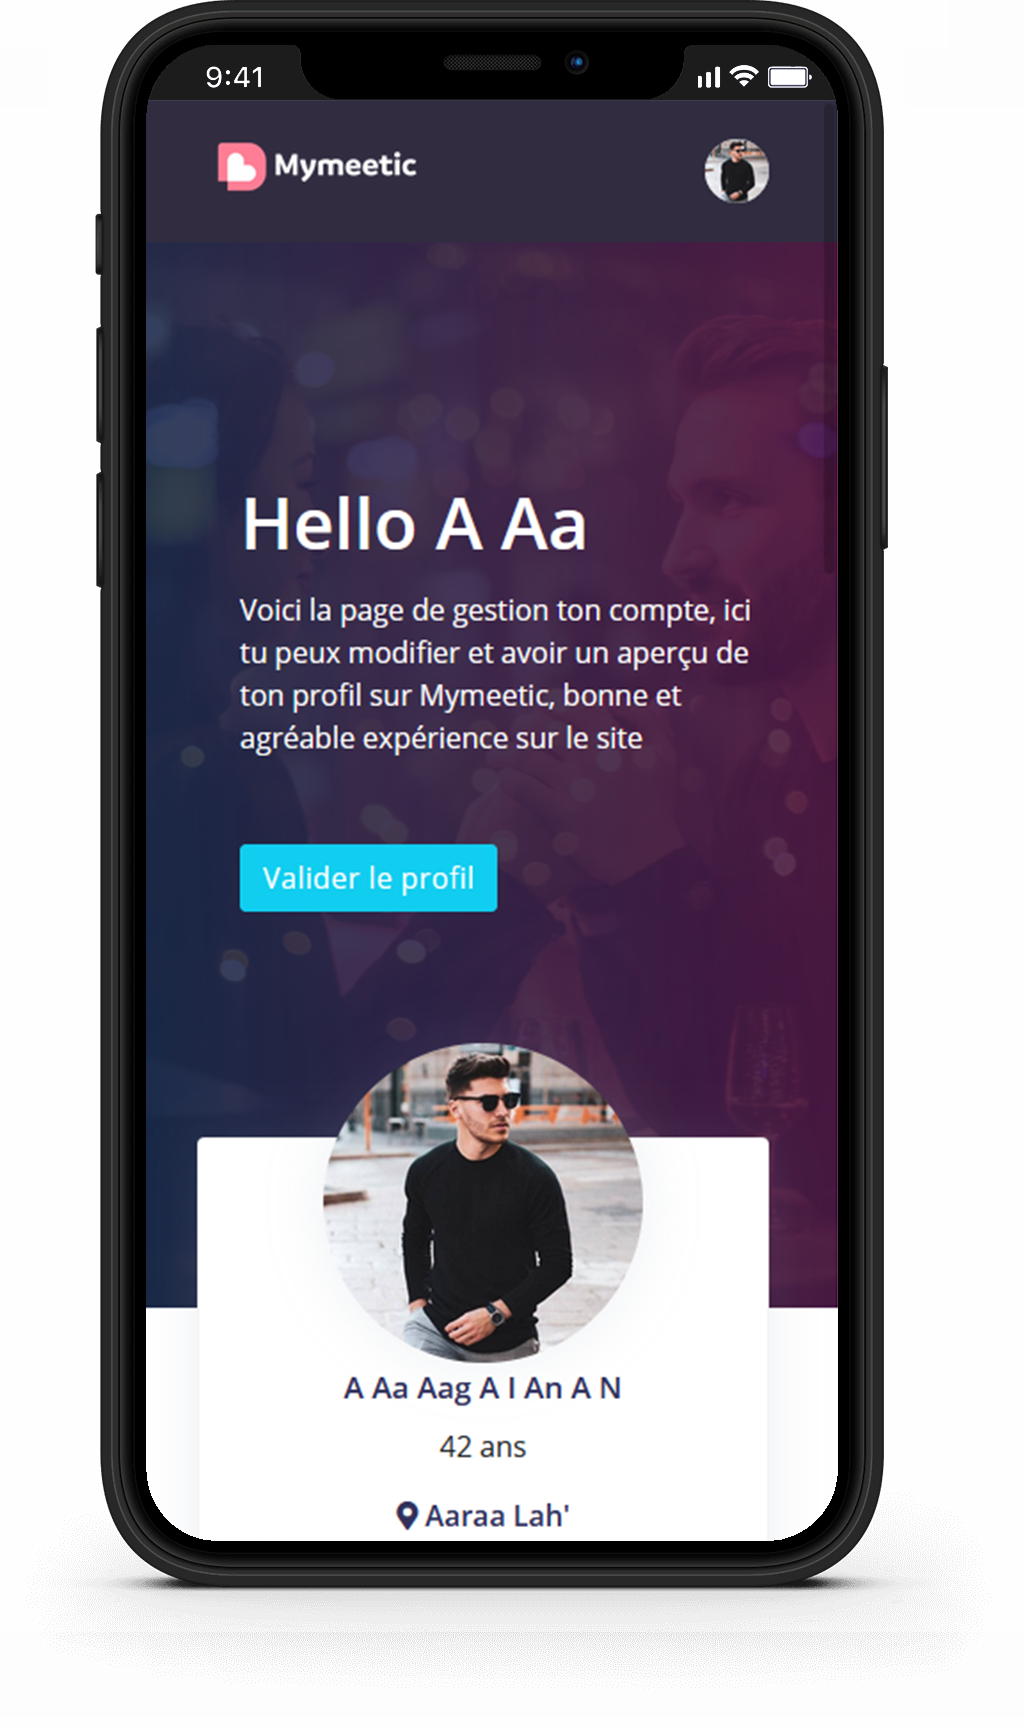 9:41
Mymeetic
Hello A Aa
Voici la page de gestion ton compte, ici
tu peux modifier et avoir un aperçu de
ton profil sur Mymeetic, bonne et
agréable expérience sur le site
Valider le profil
A Aa Aag A I An A N
42 ans
Aaraa Lah'